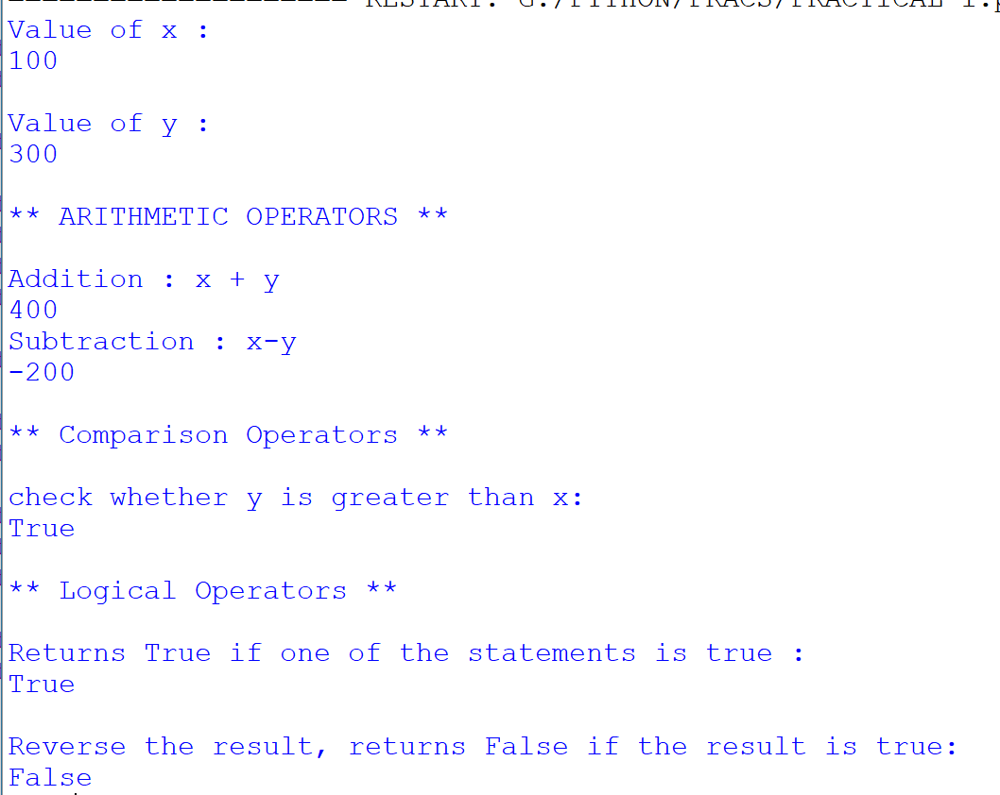 Value of x :
100
Value of y :
300
** ARITHMETIC OPERATORS **
Addition : x + y
400
Subtraction : x-y
-200
** Comparison Operators **
check whether y is greater than x:
True
** Logical Operators **
Returns True if one of the statements is true :
True
Reverse the result, returns False if the result is true:
False